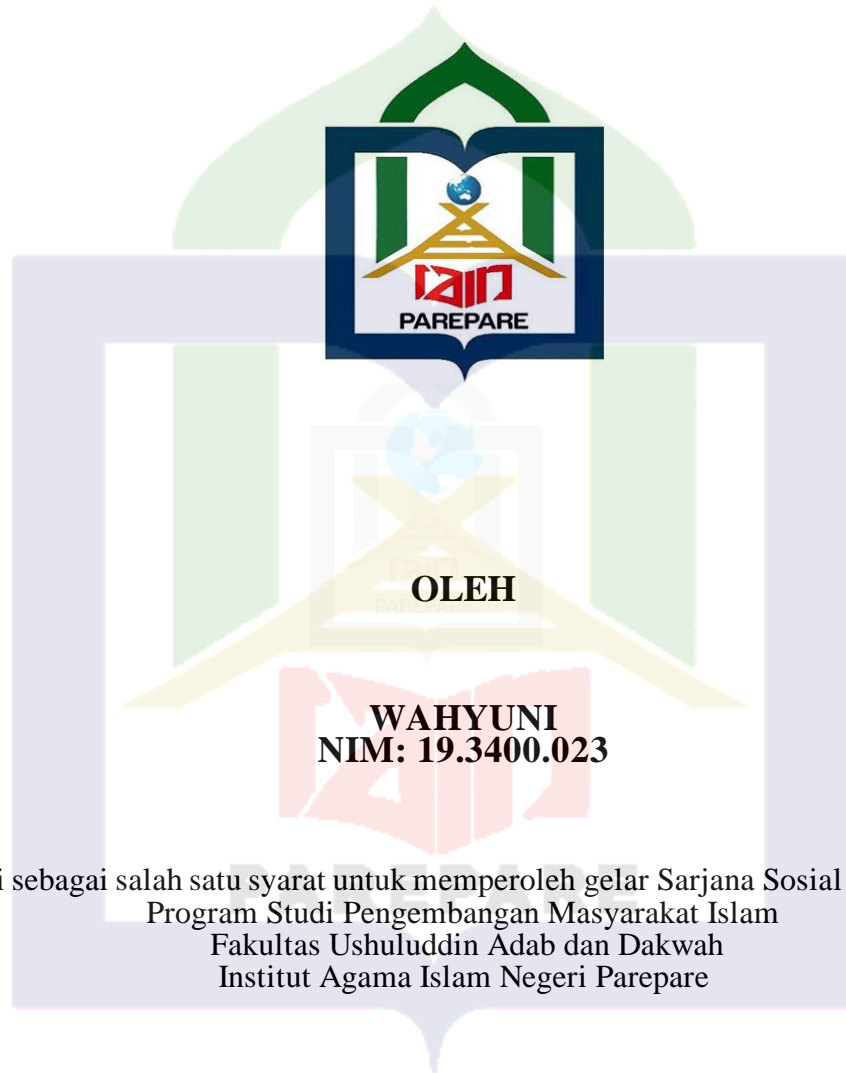 IAIN
PAREPARE
OLEH
WAHYUNI
NIM: 19.3400.023
i sebagai salah satu syarat untuk memperoleh gelar Sarjana Sosial
Program Studi Pengembangan Masyarakat Islam
Fakultas Ushuluddin Adab dan Dakwah
Institut Agama Islam Negeri Parepare